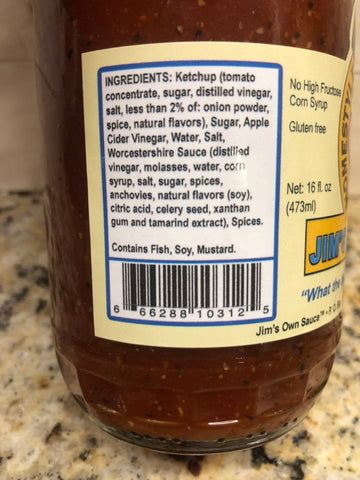 INGREDIENTS: Ketchup (tomato
concentrate, sugar, distilled vinegar,
salt, less than 2% of: onion powder,
spice, natural flavors), Sugar, Apple
Cider Vinegar, Water, Salt,
Worcestershire Sauce (distilled
vinegar, molasses, water, corn
syrup, salt, sugar, spices,
anchovies, natural flavors (soy),
citric acid, celery seed, xanthan
gum and tamarind extract), Spices.
Contains Fish, Soy, Mustard.
6 66288 10312 5
No High Fructose
Corn Syrup
Gluten free
Net: 16 fl. oz
(473ml)
JIM'
"What the
Jim's Own Sauce™ • P. O.